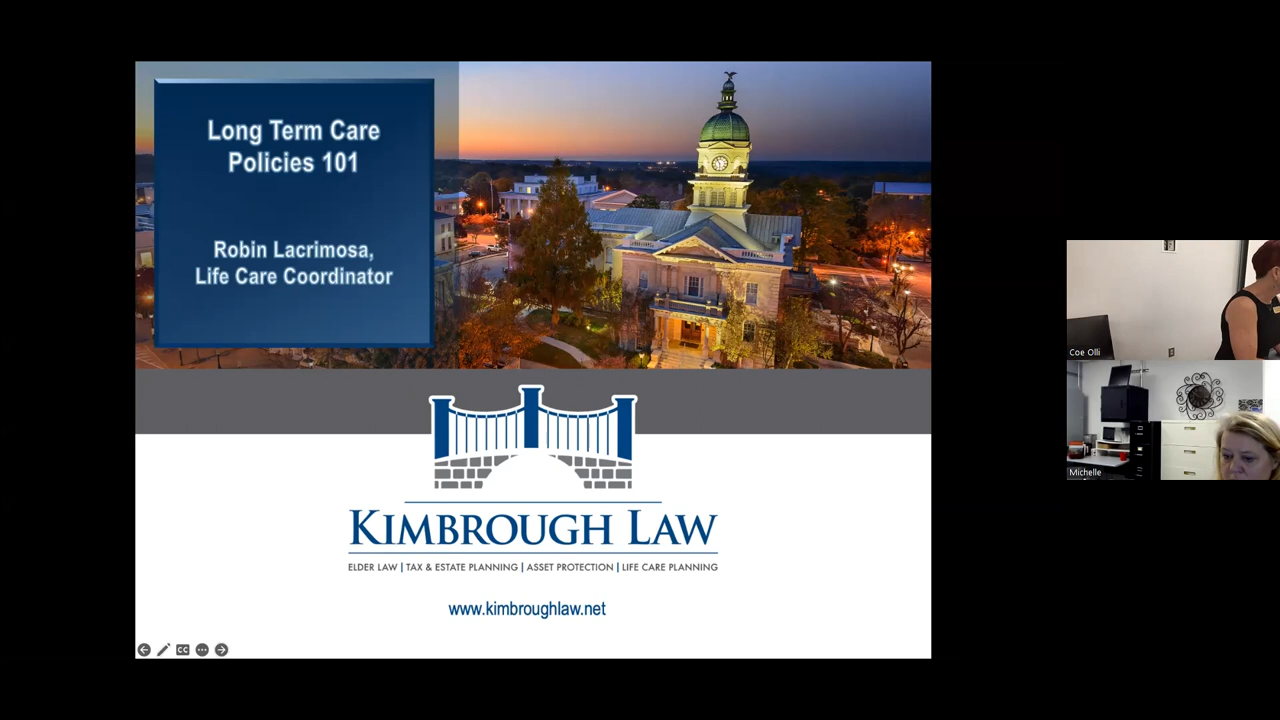 Long Term Care
Policies 101
Robin Lacrimosa,
Life Care Coordinator
KIMBROUGH LAW
ELDER LAW | TAX & ESTATE PLANNING | ASSET PROTECTION | LIFE CARE PLANNING
www.kimbroughlaw.net
CC
Coe Olli
Michelle